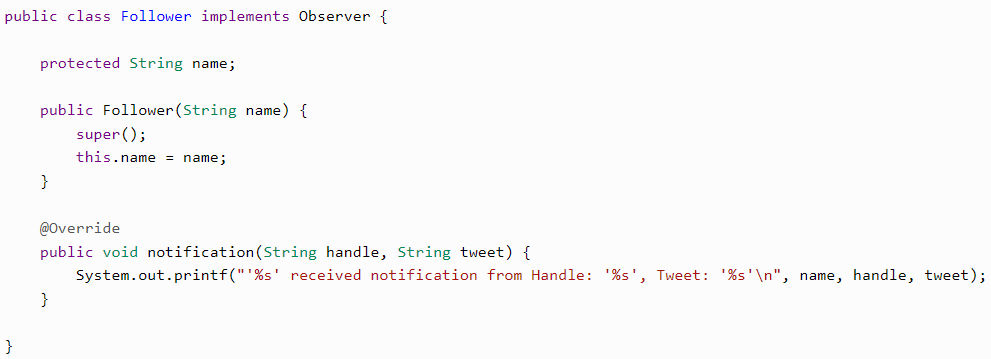 public class Follower implements Observer {
protected String name;
public Follower(String name) {
super();
this.name = name;
}
@Override
public void notification(String handle, String tweet) {
System.out.printf("'%s' received notification from Handle: '%s', Tweet: '%s'\n", name, handle, tweet);
}
}